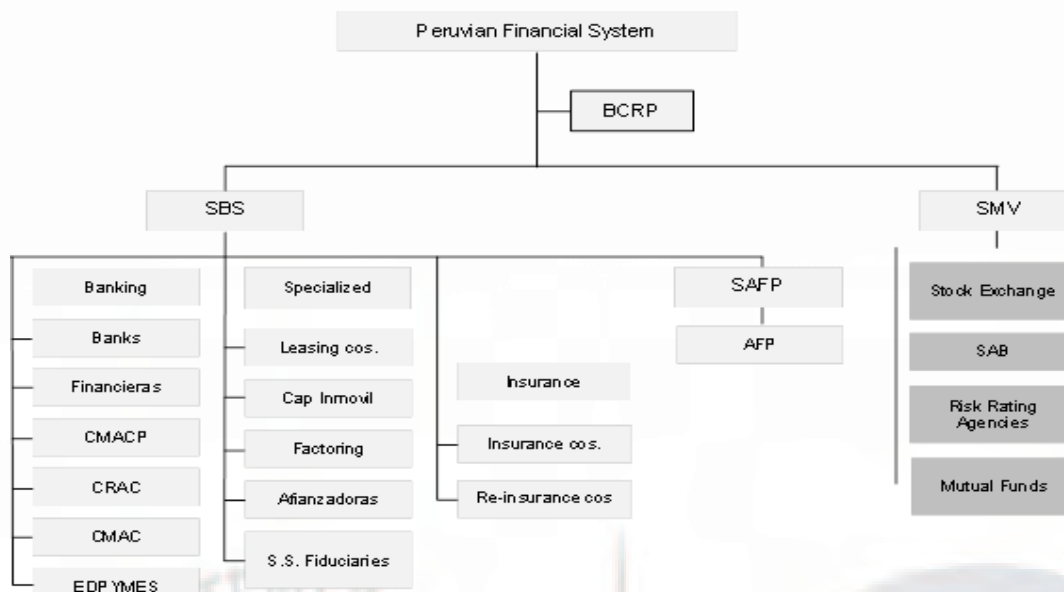 Peruvian Financial System
BCRP
SBS
SMV
Banking
Banks
Financieras
CMACP
CRAC
CMAC
EDPYMES
Specialized
Leasing cos.
Cap Inmovil
Factoring
Afianzadoras
S.S. Fiduciaries
Insurance
Insurance cos.
Re-insurance cos
SAFP
AFP
Stock Exchange
SAB
Risk Rating
Agencies
Mutual Funds